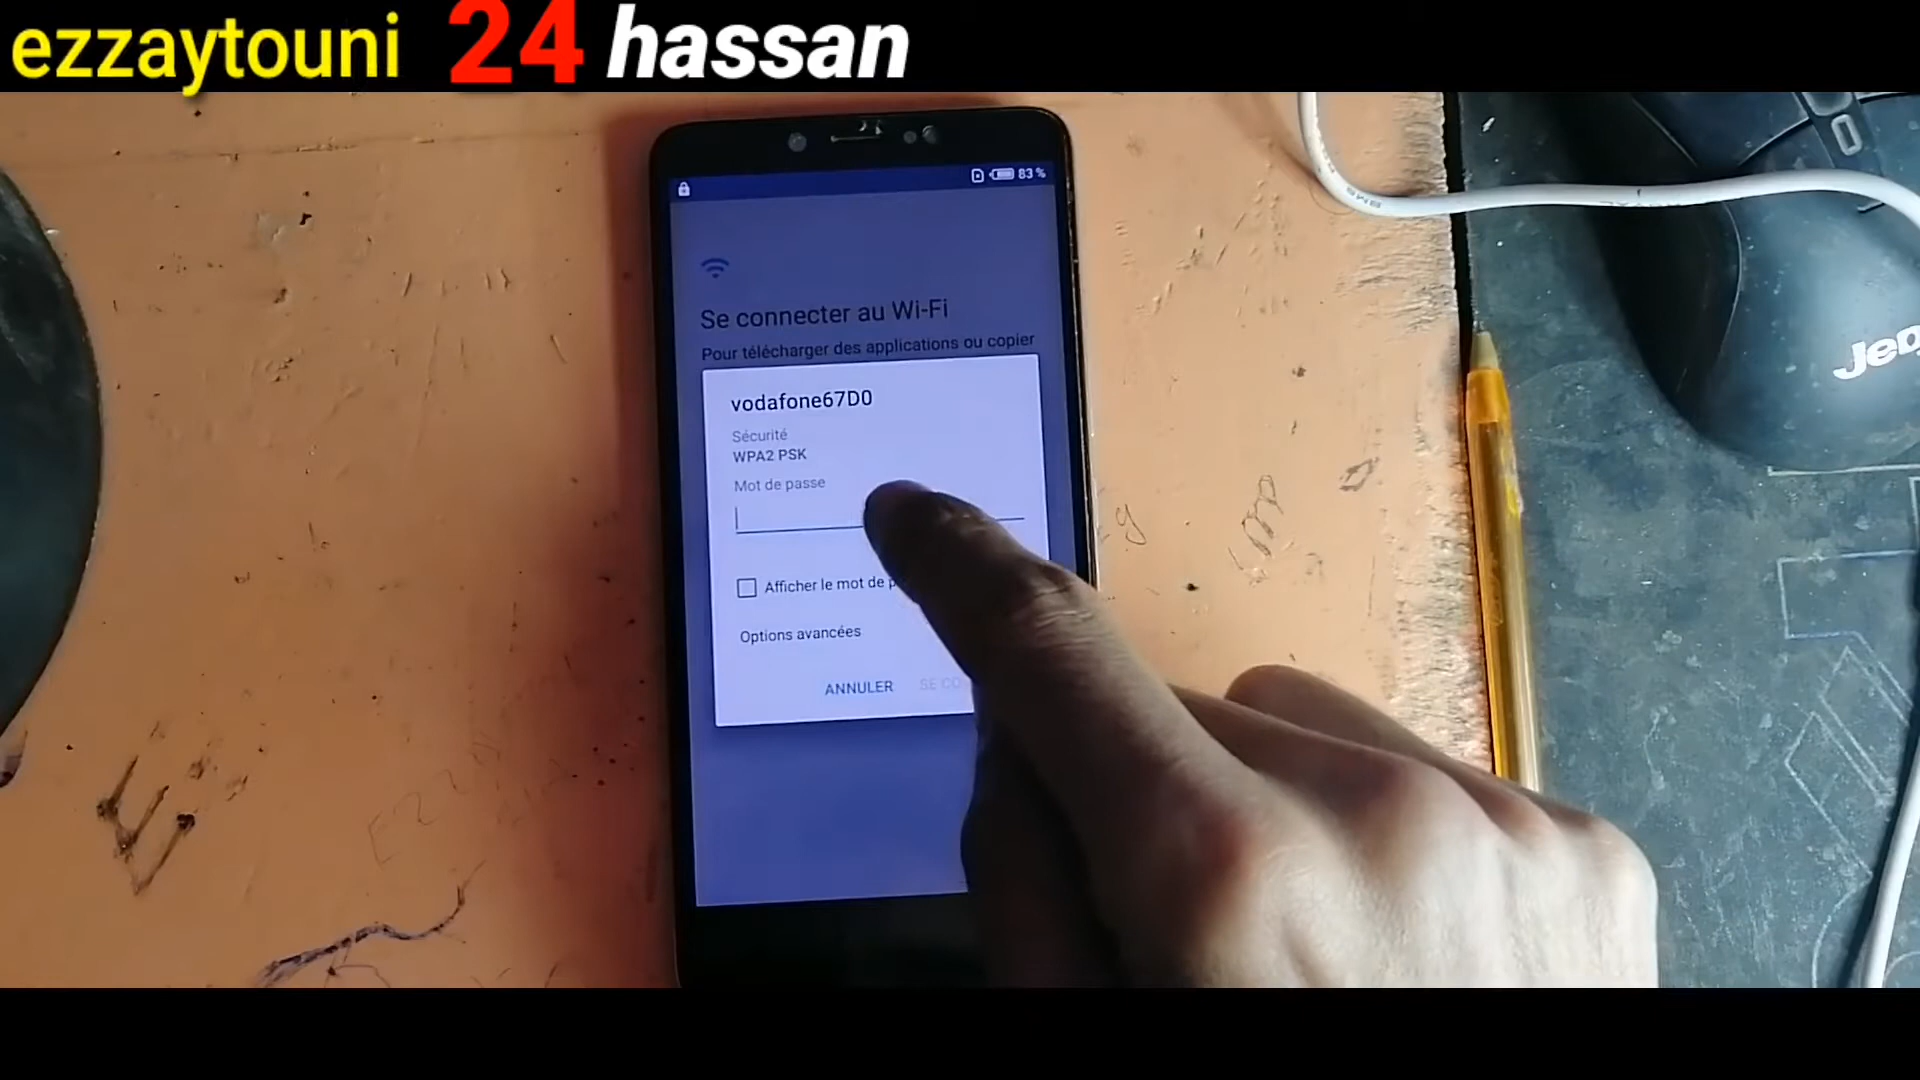 ezzaytouni 24 hassan
83 %
Se connecter au Wi-Fi
Pour télécharger des applications ou copier
vodafone67D0
Sécurité
WPA2 PSK
Mot de passe
Afficher le mot de
Options avancées
ANNULER